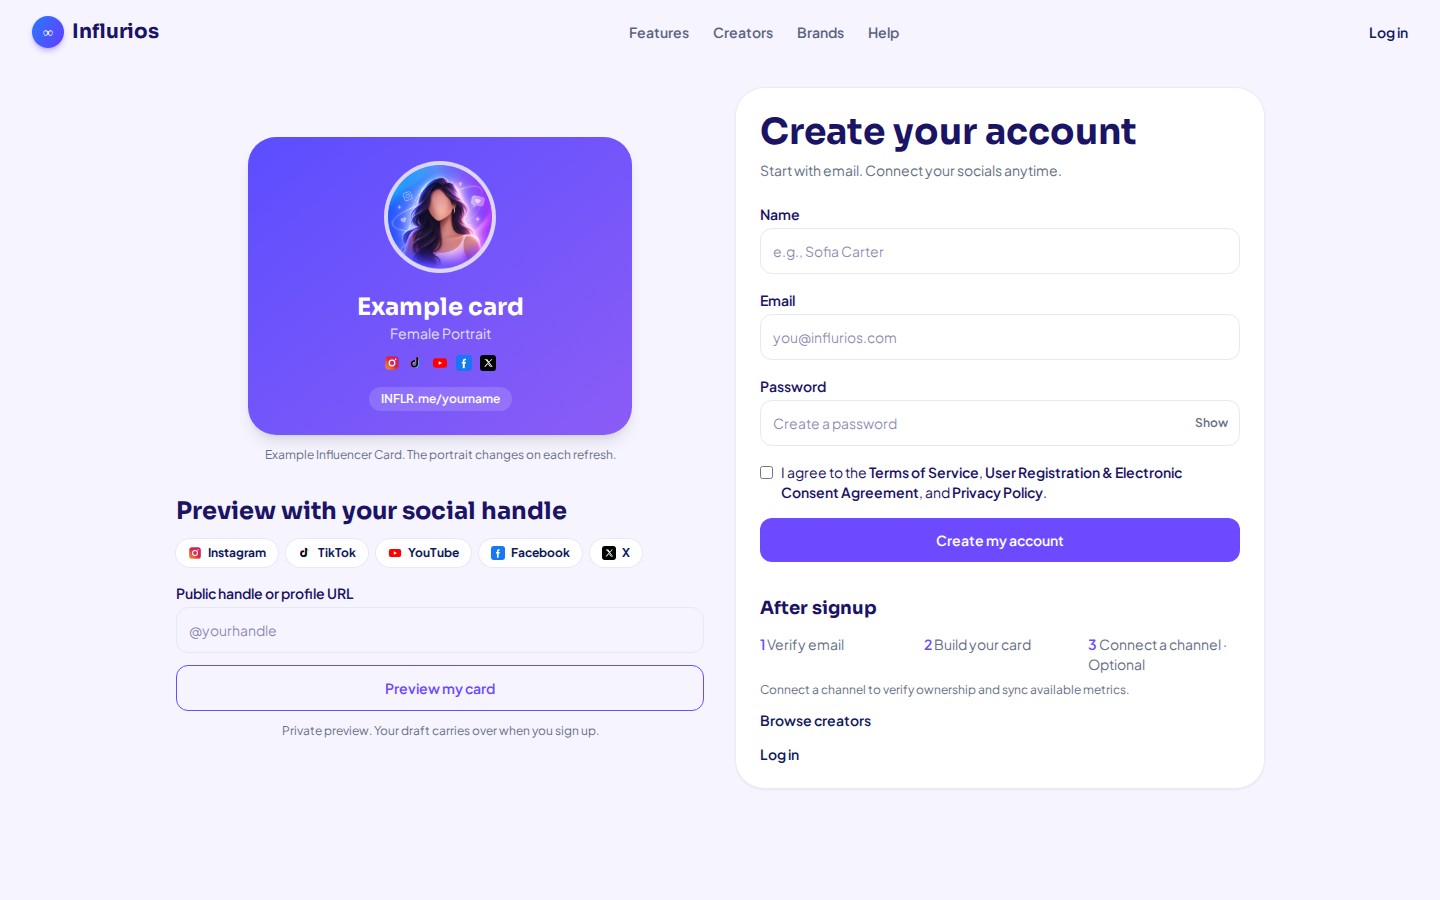 ∞ Influrios
Features Creators Brands Help
Log in
Example card
Female Portrait
INFLR.me/yourname
Example Influencer Card. The portrait changes on each refresh.
Preview with your social handle
Instagram TikTok YouTube Facebook X
Public handle or profile URL
@yourhandle
Preview my card
Private preview. Your draft carries over when you sign up.
Create your account
Start with email. Connect your socials anytime.
Name
e.g., Sofia Carter
Email
you@influrios.com
Password
Create a password Show
I agree to the Terms of Service, User Registration & Electronic
Consent Agreement, and Privacy Policy.
Create my account
After signup
1 Verify email
2 Build your card
3 Connect a channel ·
Optional
Connect a channel to verify ownership and sync available metrics.
Browse creators
Log in